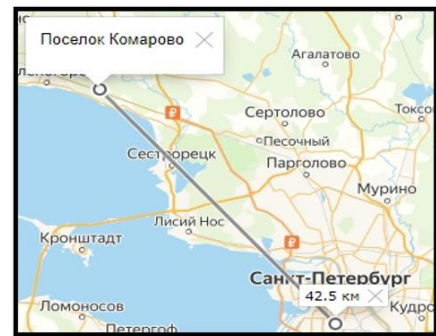 Поселок Комарово
Агалатово
Сертолово
Токсо
Песочный
Сестрорецк
Парголово
Мурино
Лисий Нос
Кронштадт
Санкт-Петербург
42.5 км
Кудро
Ломоносов
Петергоф